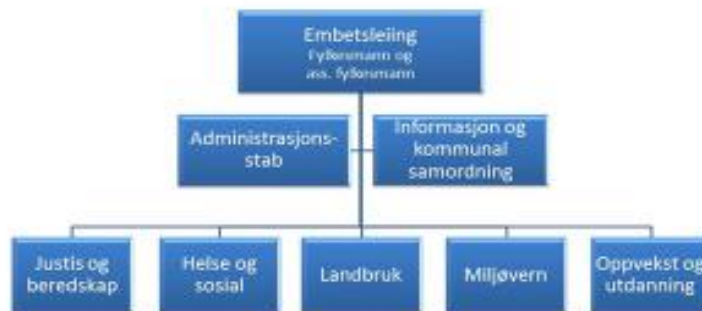 Embetsleiing
Fylkesmann og
ass. fylkesmann
Administrasjons-
stab
Informasjon og
kommunal
samordning
Justis og
beredskap
Helse og
sosial
Landbruk
Miljøvern
Oppvekst og
utdanning